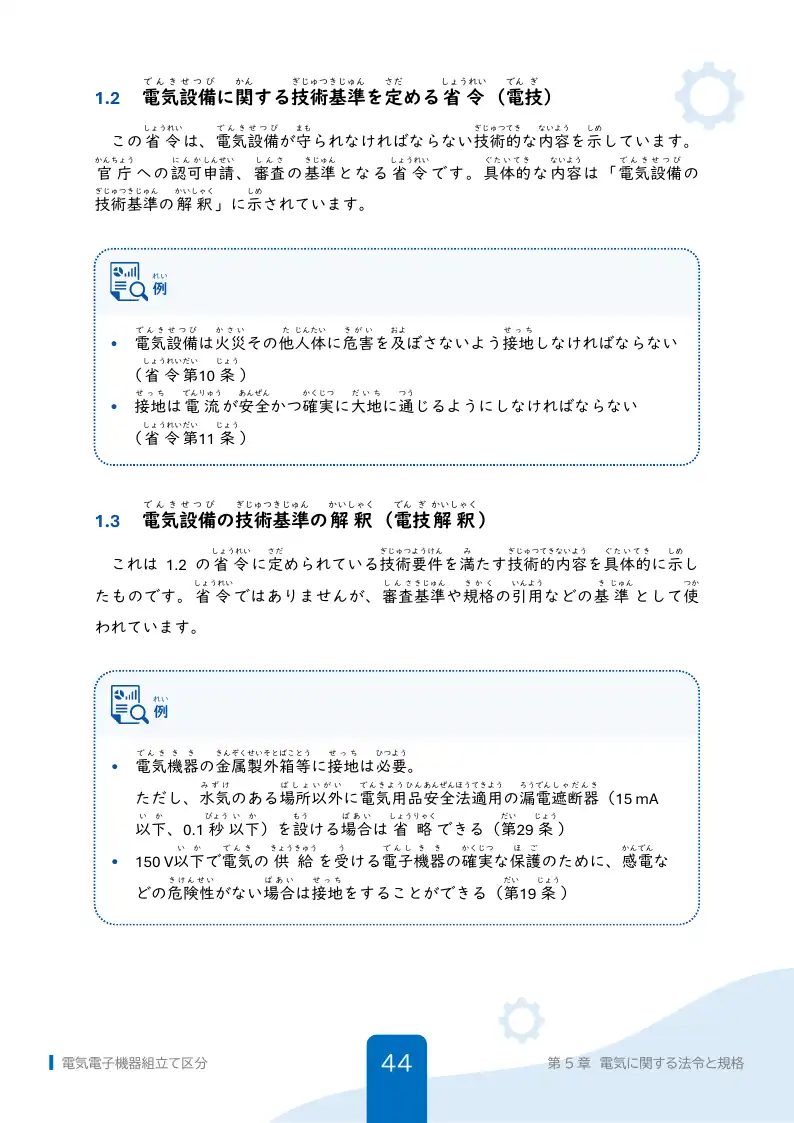 1.2 電気設備に関する技術基準を定める省令（電技）
この省令は、電気設備が守られなければならない技術的な内容を示しています。
官庁への認可申請、審査の基準となる省令です。具体的な内容は「電気設備の
技術基準の解釈」に示されています。
例
• 電気設備は火災その他人体に危害を及ぼさないよう接地しなければならない
（省令第10条）
• 接地は電流が安全かつ確実に大地に通じるようにしなければならない
（省令第11条）
1.3 電気設備の技術基準の解釈（電技解釈）
これは 1.2 の省令に定められている技術要件を満たす技術的内容を具体的に示し
たものです。省令ではありませんが、審査基準や規格の引用などの基準として使
われています。
例
• 電気機器の金属製外箱等に接地は必要。
ただし、水気のある場所以外に電気用品安全法適用の漏電遮断器（15 mA
以下、0.1秒以下）を設ける場合は省略できる（第29条）
• 150 V以下で電気の供給を受ける電子機器の確実な保護のために、感電な
どの危険性がない場合は接地をすることができる（第19条）
電気電子機器組立て区分
44
第 5 章 電気に関する法令と規格